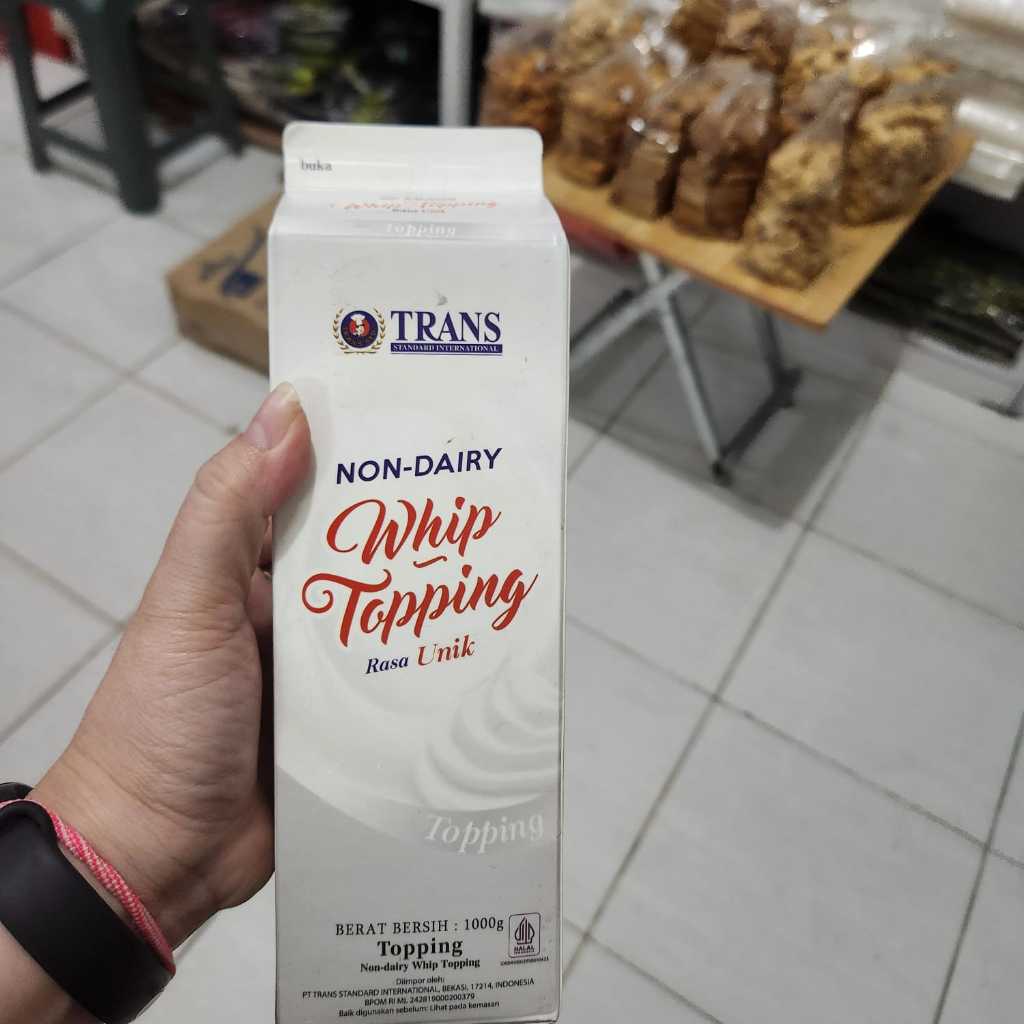 buka
Whip Topping
Rasa Unik
Topping
TRANS
STANDARD INTERNATIONAL
NON-DAIRY
Whip
Topping
Rasa Unik
Topping
BERAT BERSIH : 1000g
Topping
Non-dairy Whip Topping
HALAL
Diimpor oleh:
PT TRANS STANDARD INTERNATIONAL, BEKASI, 17214, INDONESIA
BPOM RI ML 242819000200379
Baik digunakan sebelum: Lihat pada kemasan